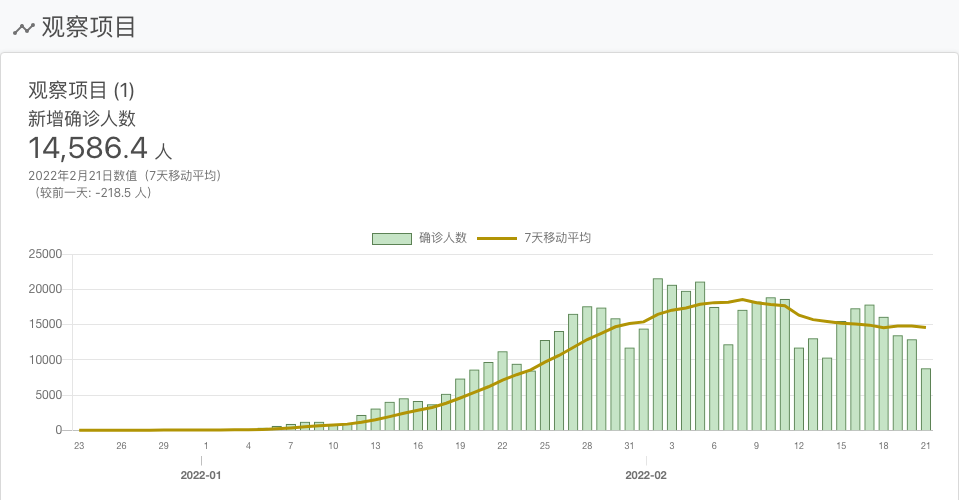 观察项目
观察项目 (1)
新增确诊人数
14,586.4 人
2022年2月21日数值（7天移动平均）
（较前一天: -218.5 人）
确诊人数 7天移动平均
25000
20000
15000
10000
5000
0
23 26 29 1 4 7 10 13 16 19 22 25 28 31 3 6 9 12 15 18 21
2022-01 2022-02